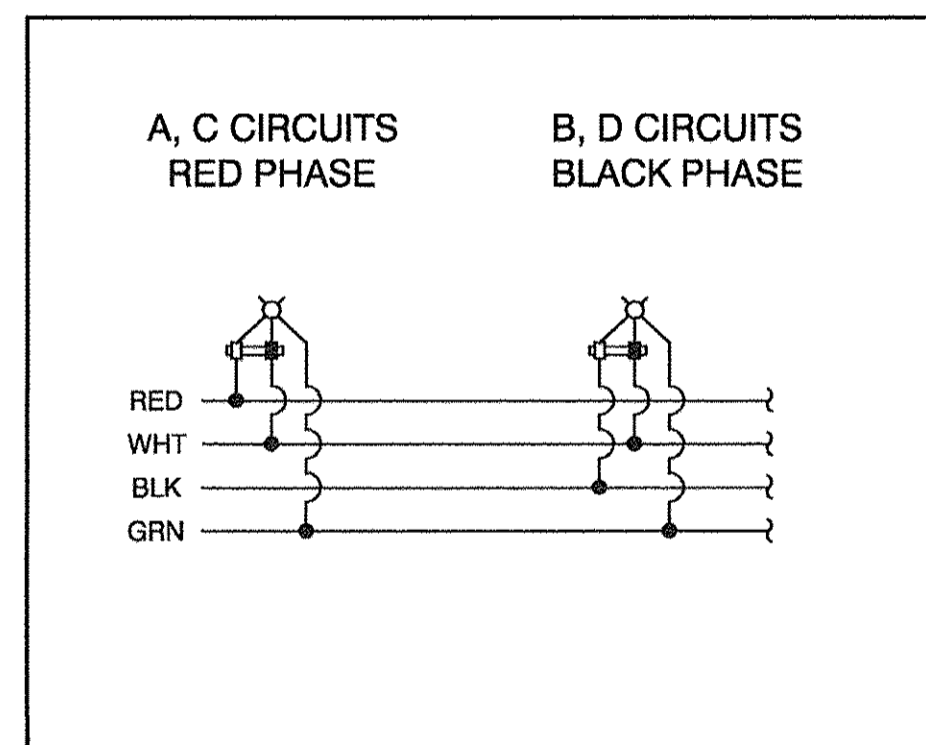 A, C CIRCUITS
RED PHASE
B, D CIRCUITS
BLACK PHASE
RED
WHT
BLK
GRN